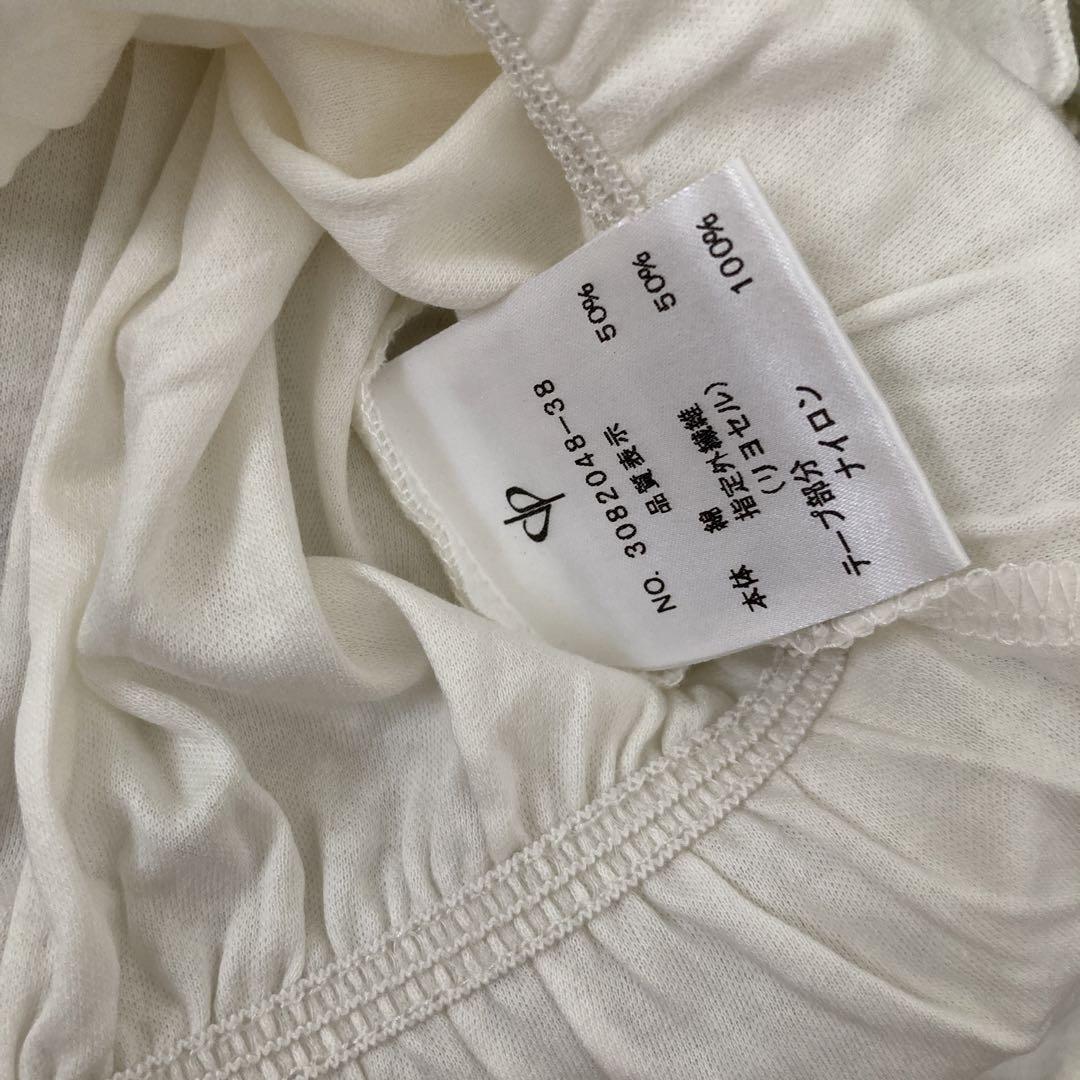 NO. 3082048-38
品質表示
本体 綿 50%
指定外繊維 50%
(リヨセル)
テープ部分
ナイロン 100%